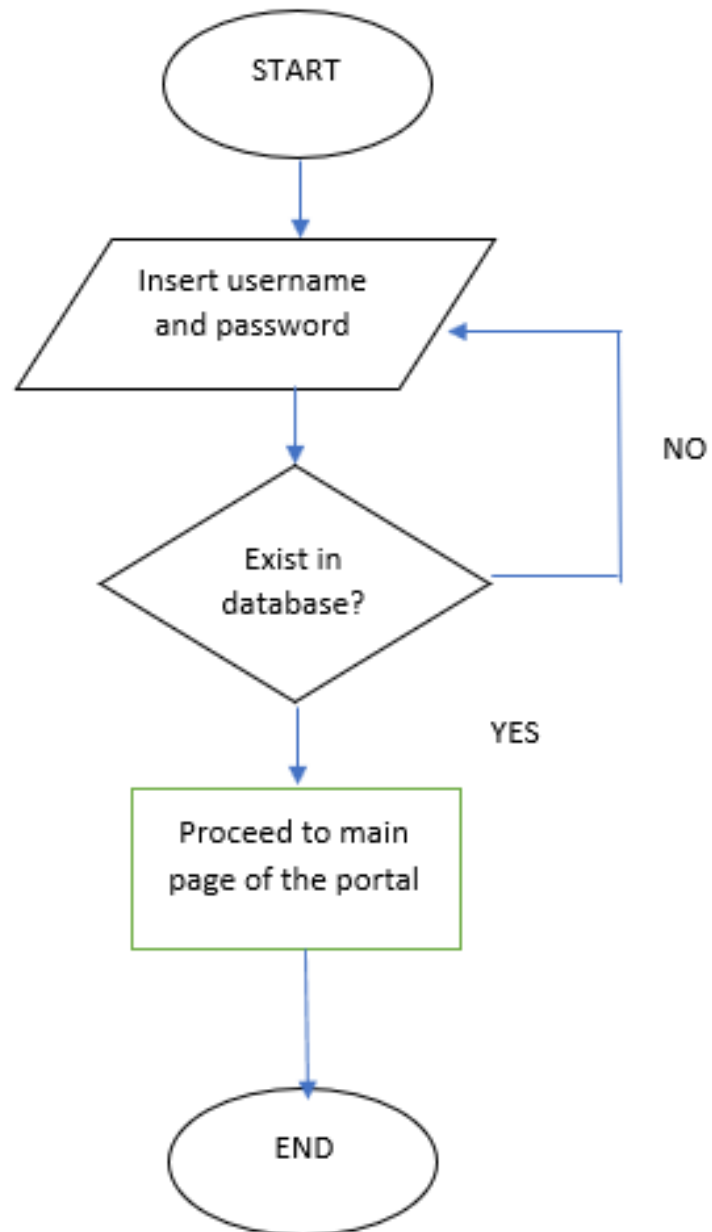 START
Insert username
and password
NO
Exist in
database?
YES
Proceed to main
page of the portal
END